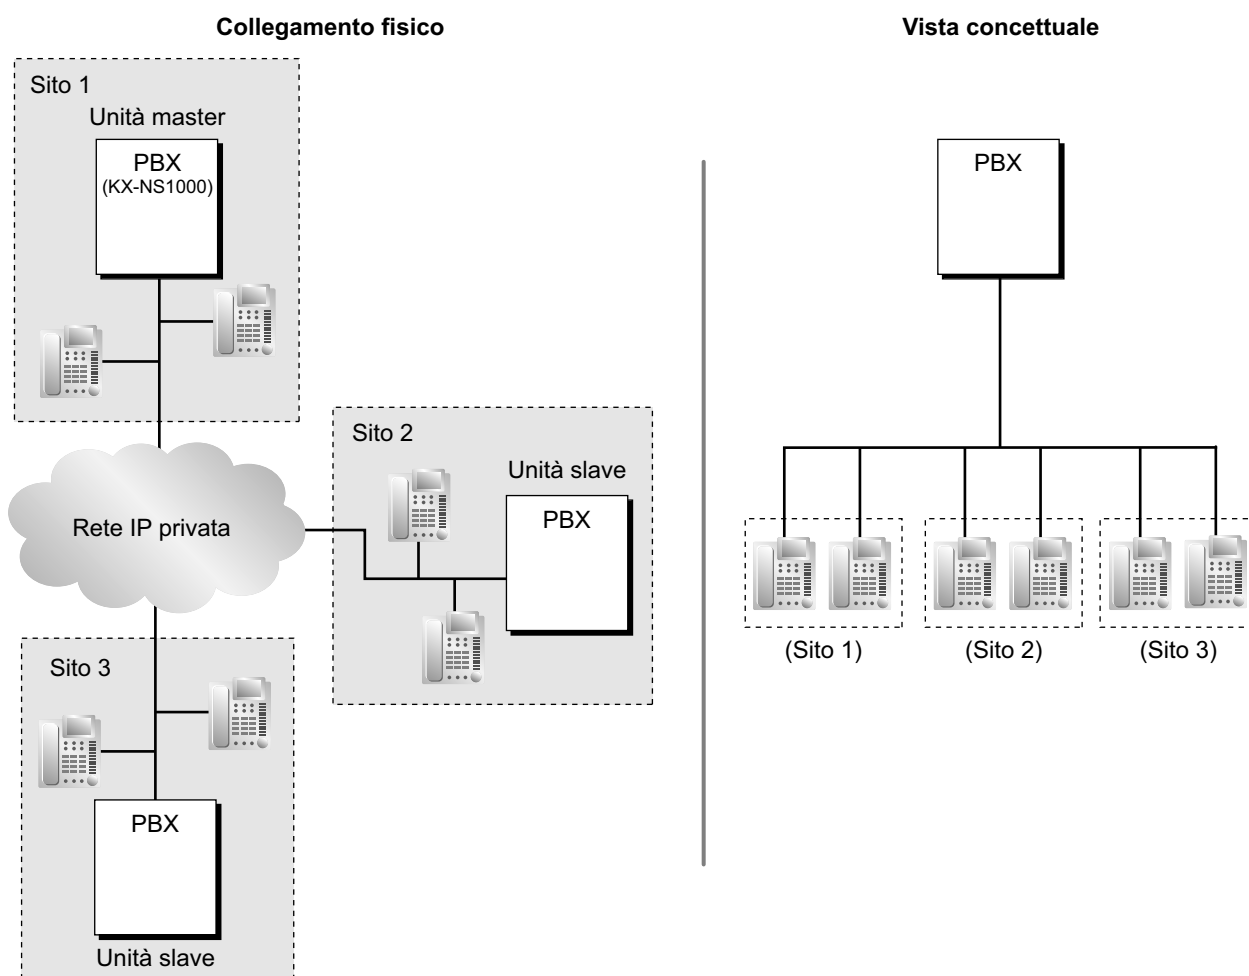 Collegamento fisico
Sito 1
Unità master
PBX
(KX-NS1000)
Rete IP privata
Sito 2
Unità slave
PBX
Sito 3
PBX
Unità slave
Vista concettuale
PBX
(Sito 1)
(Sito 2)
(Sito 3)